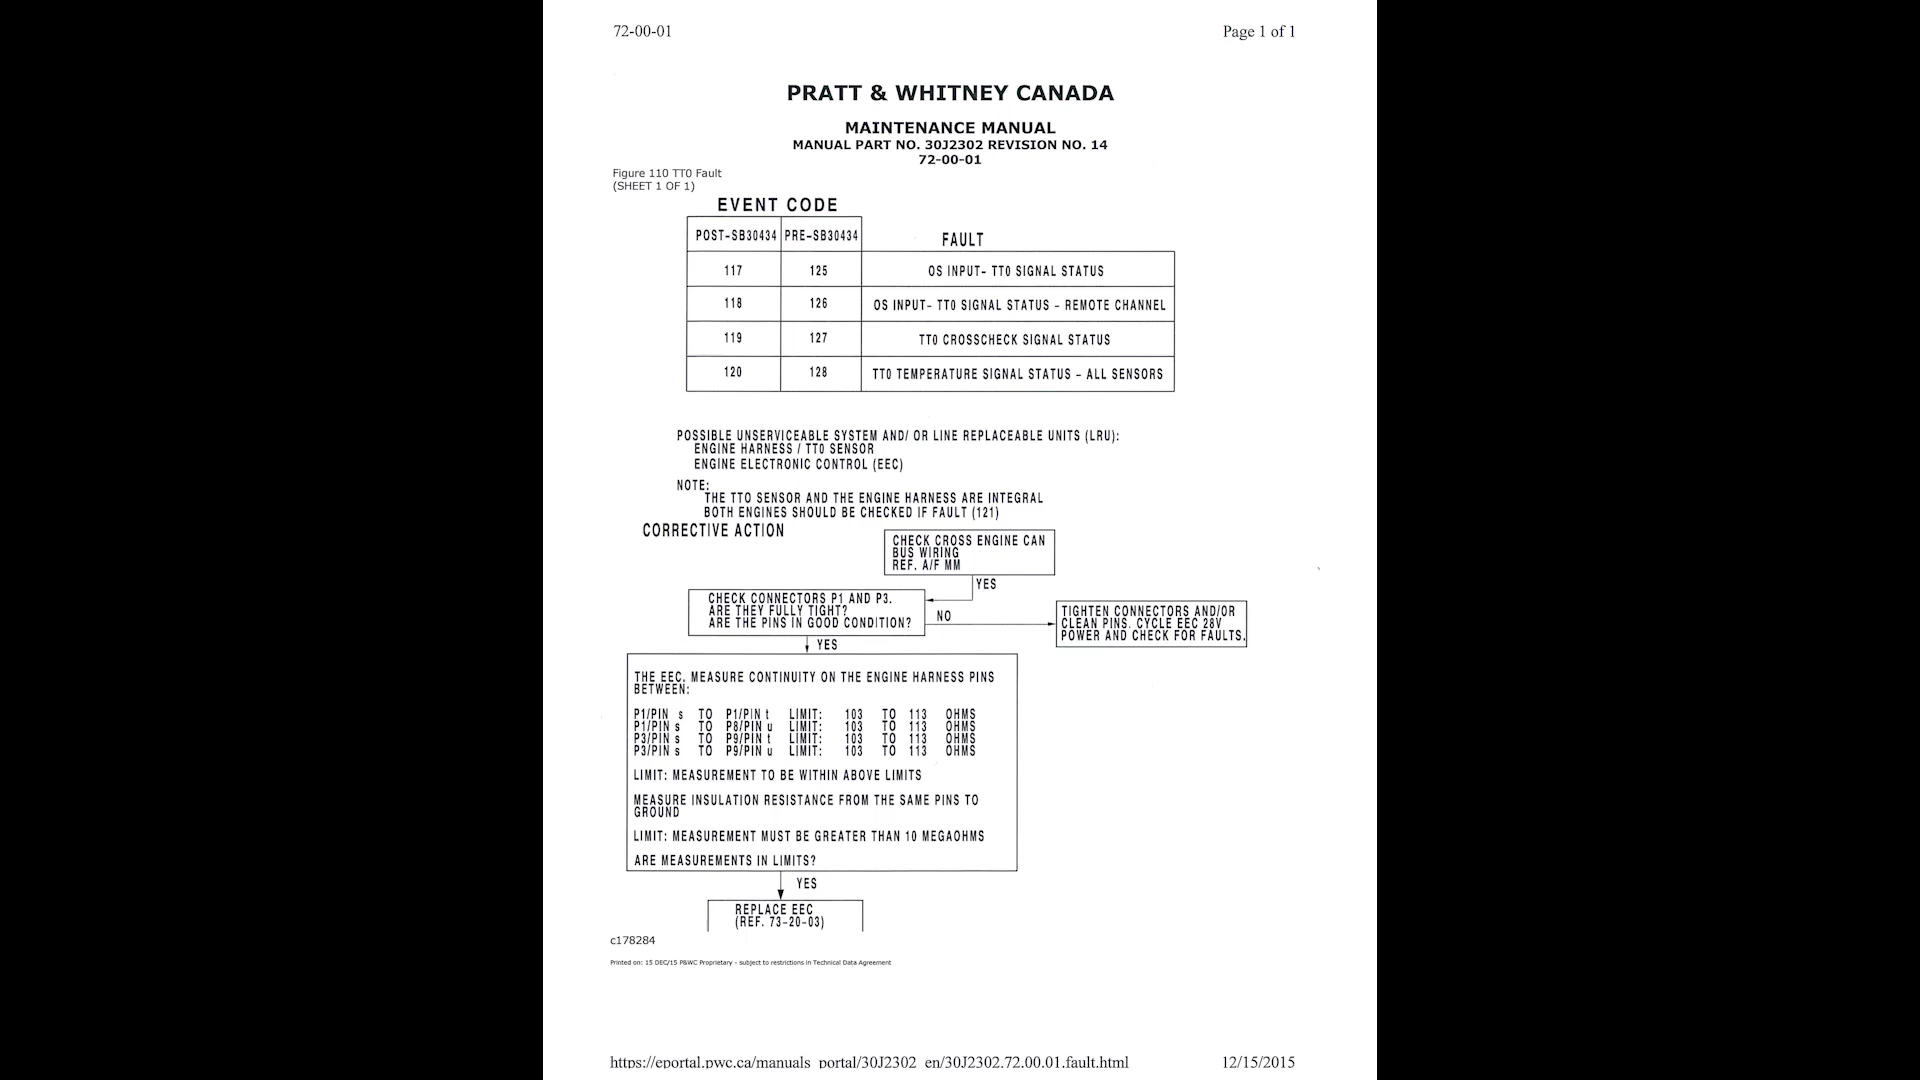 72-00-01 Page 1 of 1
PRATT & WHITNEY CANADA
MAINTENANCE MANUAL
MANUAL PART NO. 30J2302 REVISION NO. 14
72-00-01
Figure 110 TT0 Fault
(SHEET 1 OF 1)
EVENT CODE
POST-SB30434 PRE-SB30434 FAULT
117 125 OS INPUT- TT0 SIGNAL STATUS
118 126 OS INPUT- TT0 SIGNAL STATUS - REMOTE CHANNEL
119 127 TT0 CROSSCHECK SIGNAL STATUS
120 128 TT0 TEMPERATURE SIGNAL STATUS - ALL SENSORS
POSSIBLE UNSERVICEABLE SYSTEM AND/ OR LINE REPLACEABLE UNITS (LRU):
ENGINE HARNESS / TT0 SENSOR
ENGINE ELECTRONIC CONTROL (EEC)
NOTE:
THE TTO SENSOR AND THE ENGINE HARNESS ARE INTEGRAL
BOTH ENGINES SHOULD BE CHECKED IF FAULT (121)
CORRECTIVE ACTION
CHECK CROSS ENGINE CAN
BUS WIRING
REF. A/F MM
YES
CHECK CONNECTORS P1 AND P3.
ARE THEY FULLY TIGHT?
ARE THE PINS IN GOOD CONDITION?
NO
TIGHTEN CONNECTORS AND/OR
CLEAN PINS. CYCLE EEC 28V
POWER AND CHECK FOR FAULTS.
YES
THE EEC. MEASURE CONTINUITY ON THE ENGINE HARNESS PINS
BETWEEN:
P1/PIN s TO P1/PIN t LIMIT: 103 TO 113 OHMS
P1/PIN s TO P8/PIN u LIMIT: 103 TO 113 OHMS
P3/PIN s TO P9/PIN t LIMIT: 103 TO 113 OHMS
P3/PIN s TO P9/PIN u LIMIT: 103 TO 113 OHMS
LIMIT: MEASUREMENT TO BE WITHIN ABOVE LIMITS
MEASURE INSULATION RESISTANCE FROM THE SAME PINS TO
GROUND
LIMIT: MEASUREMENT MUST BE GREATER THAN 10 MEGAOHMS
ARE MEASUREMENTS IN LIMITS?
YES
REPLACE EEC
(REF. 73-20-03)
c178284
Printed on: 15 DEC/15 P&WC Proprietary - subject to restrictions in Technical Data Agreement
https://eportal.pwc.ca/manuals_portal/30J2302_en/30J2302.72.00.01.fault.html 12/15/2015